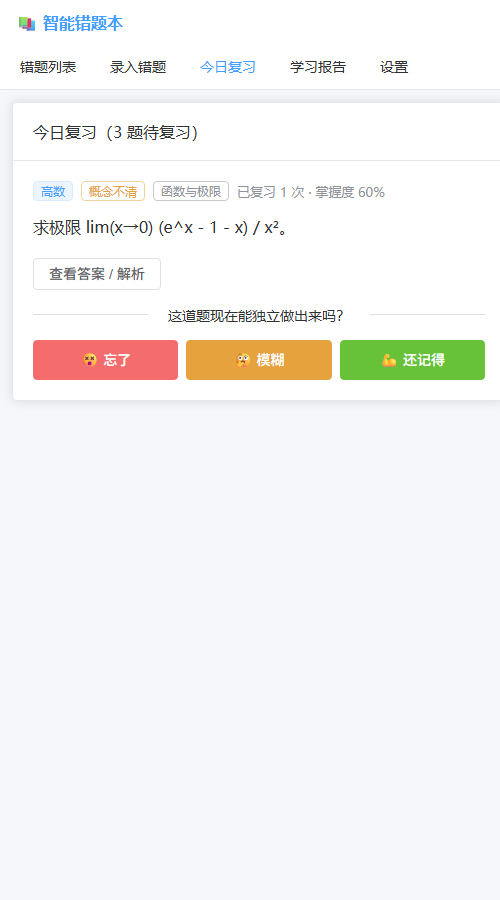 智能错题本
错题列表 录入错题 今日复习 学习报告 设置
今日复习（3 题待复习）
高数 概念不清 函数与极限 已复习 1 次 · 掌握度 60%
求极限 lim(x→0) (e^x - 1 - x) / x²。
查看答案 / 解析
这道题现在能独立做出来吗？
忘了 模糊 还记得